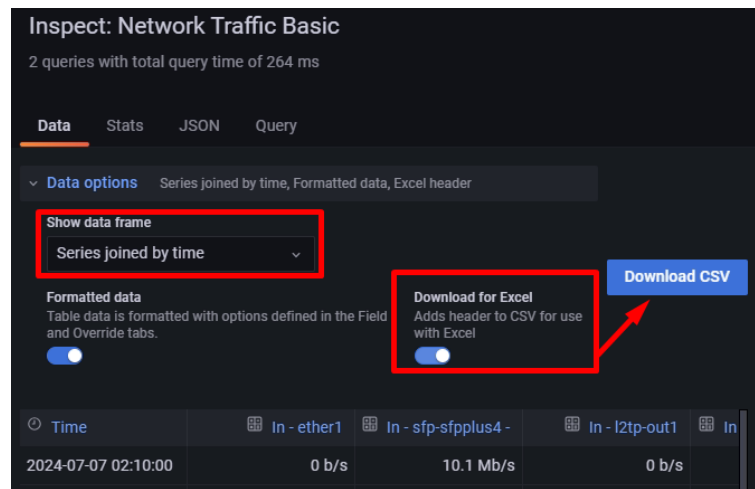 Inspect: Network Traffic Basic
2 queries with total query time of 264 ms
Data Stats JSON Query
Data options Series joined by time, Formatted data, Excel header
Show data frame
Series joined by time
Download CSV
Formatted data
Table data is formatted with options defined in the Field
and Override tabs.
Download for Excel
Adds header to CSV for use
with Excel
Time In - ether1 In - sfp-sfpplus4 - In - l2tp-out1 In
2024-07-07 02:10:00 0 b/s 10.1 Mb/s 0 b/s